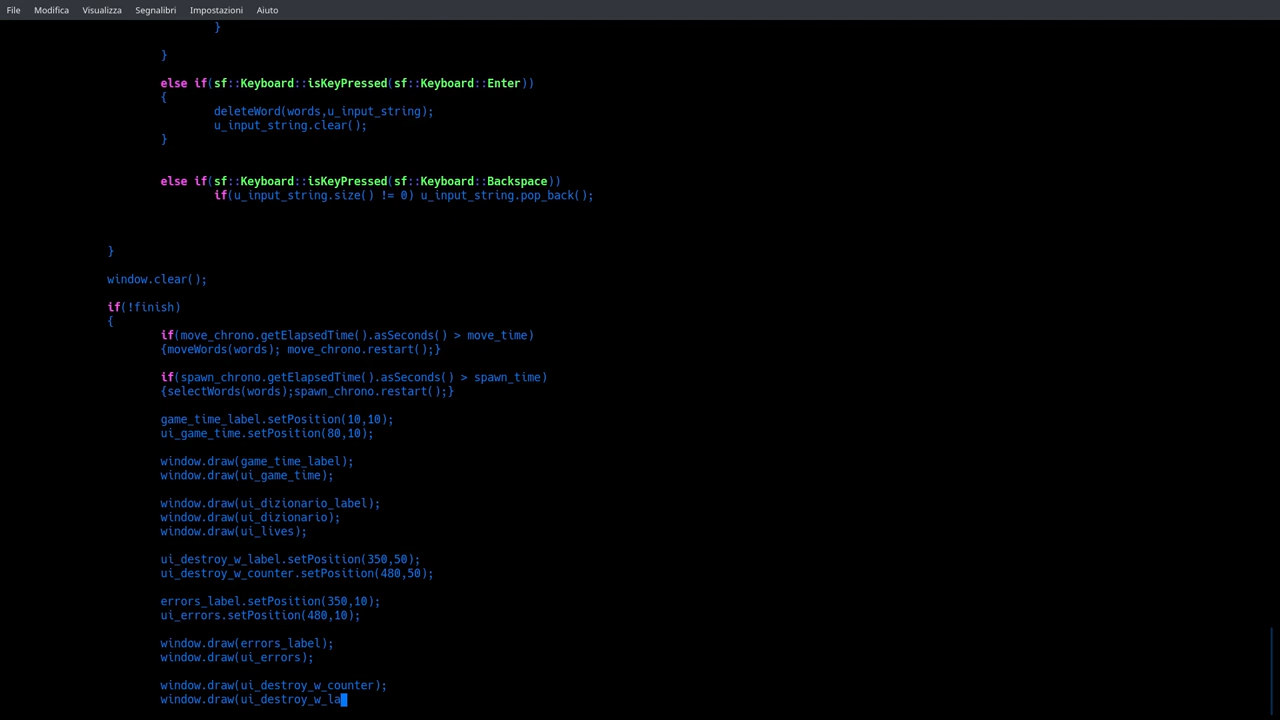 File Modifica Visualizza Segnalibri Impostazioni Aiuto
}
}
else if(sf::Keyboard::isKeyPressed(sf::Keyboard::Enter))
{
deleteWord(words,u_input_string);
u_input_string.clear();
}
else if(sf::Keyboard::isKeyPressed(sf::Keyboard::Backspace))
if(u_input_string.size() != 0) u_input_string.pop_back();
}
window.clear();
if(!finish)
{
if(move_chrono.getElapsedTime().asSeconds() > move_time)
{moveWords(words); move_chrono.restart();}
if(spawn_chrono.getElapsedTime().asSeconds() > spawn_time)
{selectWords(words);spawn_chrono.restart();}
game_time_label.setPosition(10,10);
ui_game_time.setPosition(80,10);
window.draw(game_time_label);
window.draw(ui_game_time);
window.draw(ui_dizionario_label);
window.draw(ui_dizionario);
window.draw(ui_lives);
ui_destroy_w_label.setPosition(350,50);
ui_destroy_w_counter.setPosition(480,50);
errors_label.setPosition(350,10);
ui_errors.setPosition(480,10);
window.draw(errors_label);
window.draw(ui_errors);
window.draw(ui_destroy_w_counter);
window.draw(ui_destroy_w_la